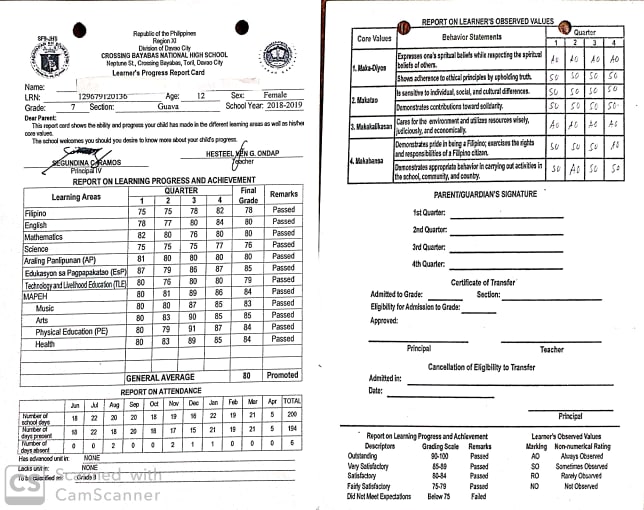 SFB-JHS
Republic of the Philippines
Region XI
Division of Davao City
CROSSING BAYABAS NATIONAL HIGH SCHOOL
Neptune St., Crossing Bayabas, Toril, Davao City
Learner's Progress Report Card
Name:
LRN: 129679120136 Age: 12 Sex: Female
Grade: 7 Section: Guava School Year: 2018-2019
Dear Parent:
This report card shows the ability and progress your child has made in the different learning areas as well as his/her
core values.
The school welcomes you should you desire to know more about your child's progress.
HESTEEL G. ONDAP
Teacher
SEGUNDINA C. RAMOS
Principal IV
REPORT ON LEARNING PROGRESS AND ACHIEVEMENT
Learning Areas QUARTER Final Grade Remarks
1 2 3 4
Filipino 75 75 78 82 78 Passed
English 78 77 80 84 80 Passed
Mathematics 82 80 76 80 80 Passed
Science 75 75 75 77 76 Passed
Araling Panlipunan (AP) 81 80 80 80 80 Passed
Edukasyon sa Pagpapakatao (EsP) 87 79 86 87 85 Passed
Technology and Livelihood Education (TLE) 80 76 80 80 79 Passed
MAPEH 80 81 89 86 84 Passed
Music 80 80 87 85 83 Passed
Arts 80 83 90 85 85 Passed
Physical Education (PE) 80 79 91 87 84 Passed
Health 80 83 89 85 84 Passed
GENERAL AVERAGE 80 Promoted
REPORT ON ATTENDANCE
Jun Jul Aug Sep Oct Nov Dec Jan Feb Mar Apr TOTAL
Number of school days 18 22 20 20 18 19 16 22 19 21 5 200
Number of days present 18 22 18 20 18 17 15 21 19 21 5 194
Number of days absent 0 0 2 0 0 2 1 1 0 0 0 6
Has advanced unit in: NONE
Lacks unit in: NONE
To be classified as: Grade 8
CS Scanned with
CamScanner
REPORT ON LEARNER'S OBSERVED VALUES
Core Values Behavior Statements Quarter
1 2 3 4
1. Maka-Diyos Expresses one's spritual beliefs while respecting the spiritual
beliefs of others. AO AO AO AO
Shows adherence to ethical principles by upholding truth. SO SO SO SO
2. Makatao Is sensitive to individual, social, and cultural differences. SO SO SO SO
Demonstrates contributions toward solidarity. SO SO SO SO
3. Makakalikasan Cares for the environment and utilizes resources wisely,
judiciously, and economically. AO AO AO AO
4. Makabansa Demonstrates pride in being a Filipino; exercises the rights
and responsibilities of a Filipino citizen. SO SO SO AO
Demonstrates appropriate behavior in carrying out activities in
the school, community, and country. SO AO SO SO
PARENT/GUARDIAN'S SIGNATURE
1st Quarter:
2nd Quarter:
3rd Quarter:
4th Quarter:
Certificate of Transfer
Admitted to Grade: Section:
Eligibility for Admission to Grade:
Approved:
Principal Teacher
Cancellation of Eligibility to Transfer
Admitted in:
Date:
Principal
Report on Learning Progress and Achievement Learner's Observed Values
Descriptors Grading Scale Remarks Marking Non-numerical Rating
Outstanding 90-100 Passed AO Always Observed
Very Satisfactory 85-89 Passed SO Sometimes Observed
Satisfactory 80-84 Passed RO Rarely Observed
Fairly Satisfactory 75-79 Passed NO Not Observed
Did Not Meet Expectations Below 75 Failed